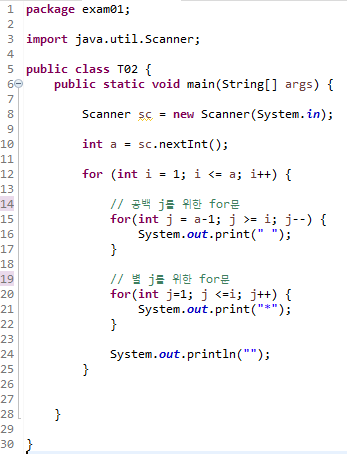 1 package exam01;
2
3 import java.util.Scanner;
4
5 public class T02 {
6 public static void main(String[] args) {
7
8 Scanner sc = new Scanner(System.in);
9
10 int a = sc.nextInt();
11
12 for (int i = 1; i <= a; i++) {
13
14 // 공백 j를 위한 for문
15 for(int j = a-1; j >= i; j--) {
16 System.out.print(" ");
17 }
18
19 // 별 j를 위한 for문
20 for(int j=1; j <=i; j++) {
21 System.out.print("*");
22 }
23
24 System.out.println("");
25 }
26
27
28 }
29
30 }